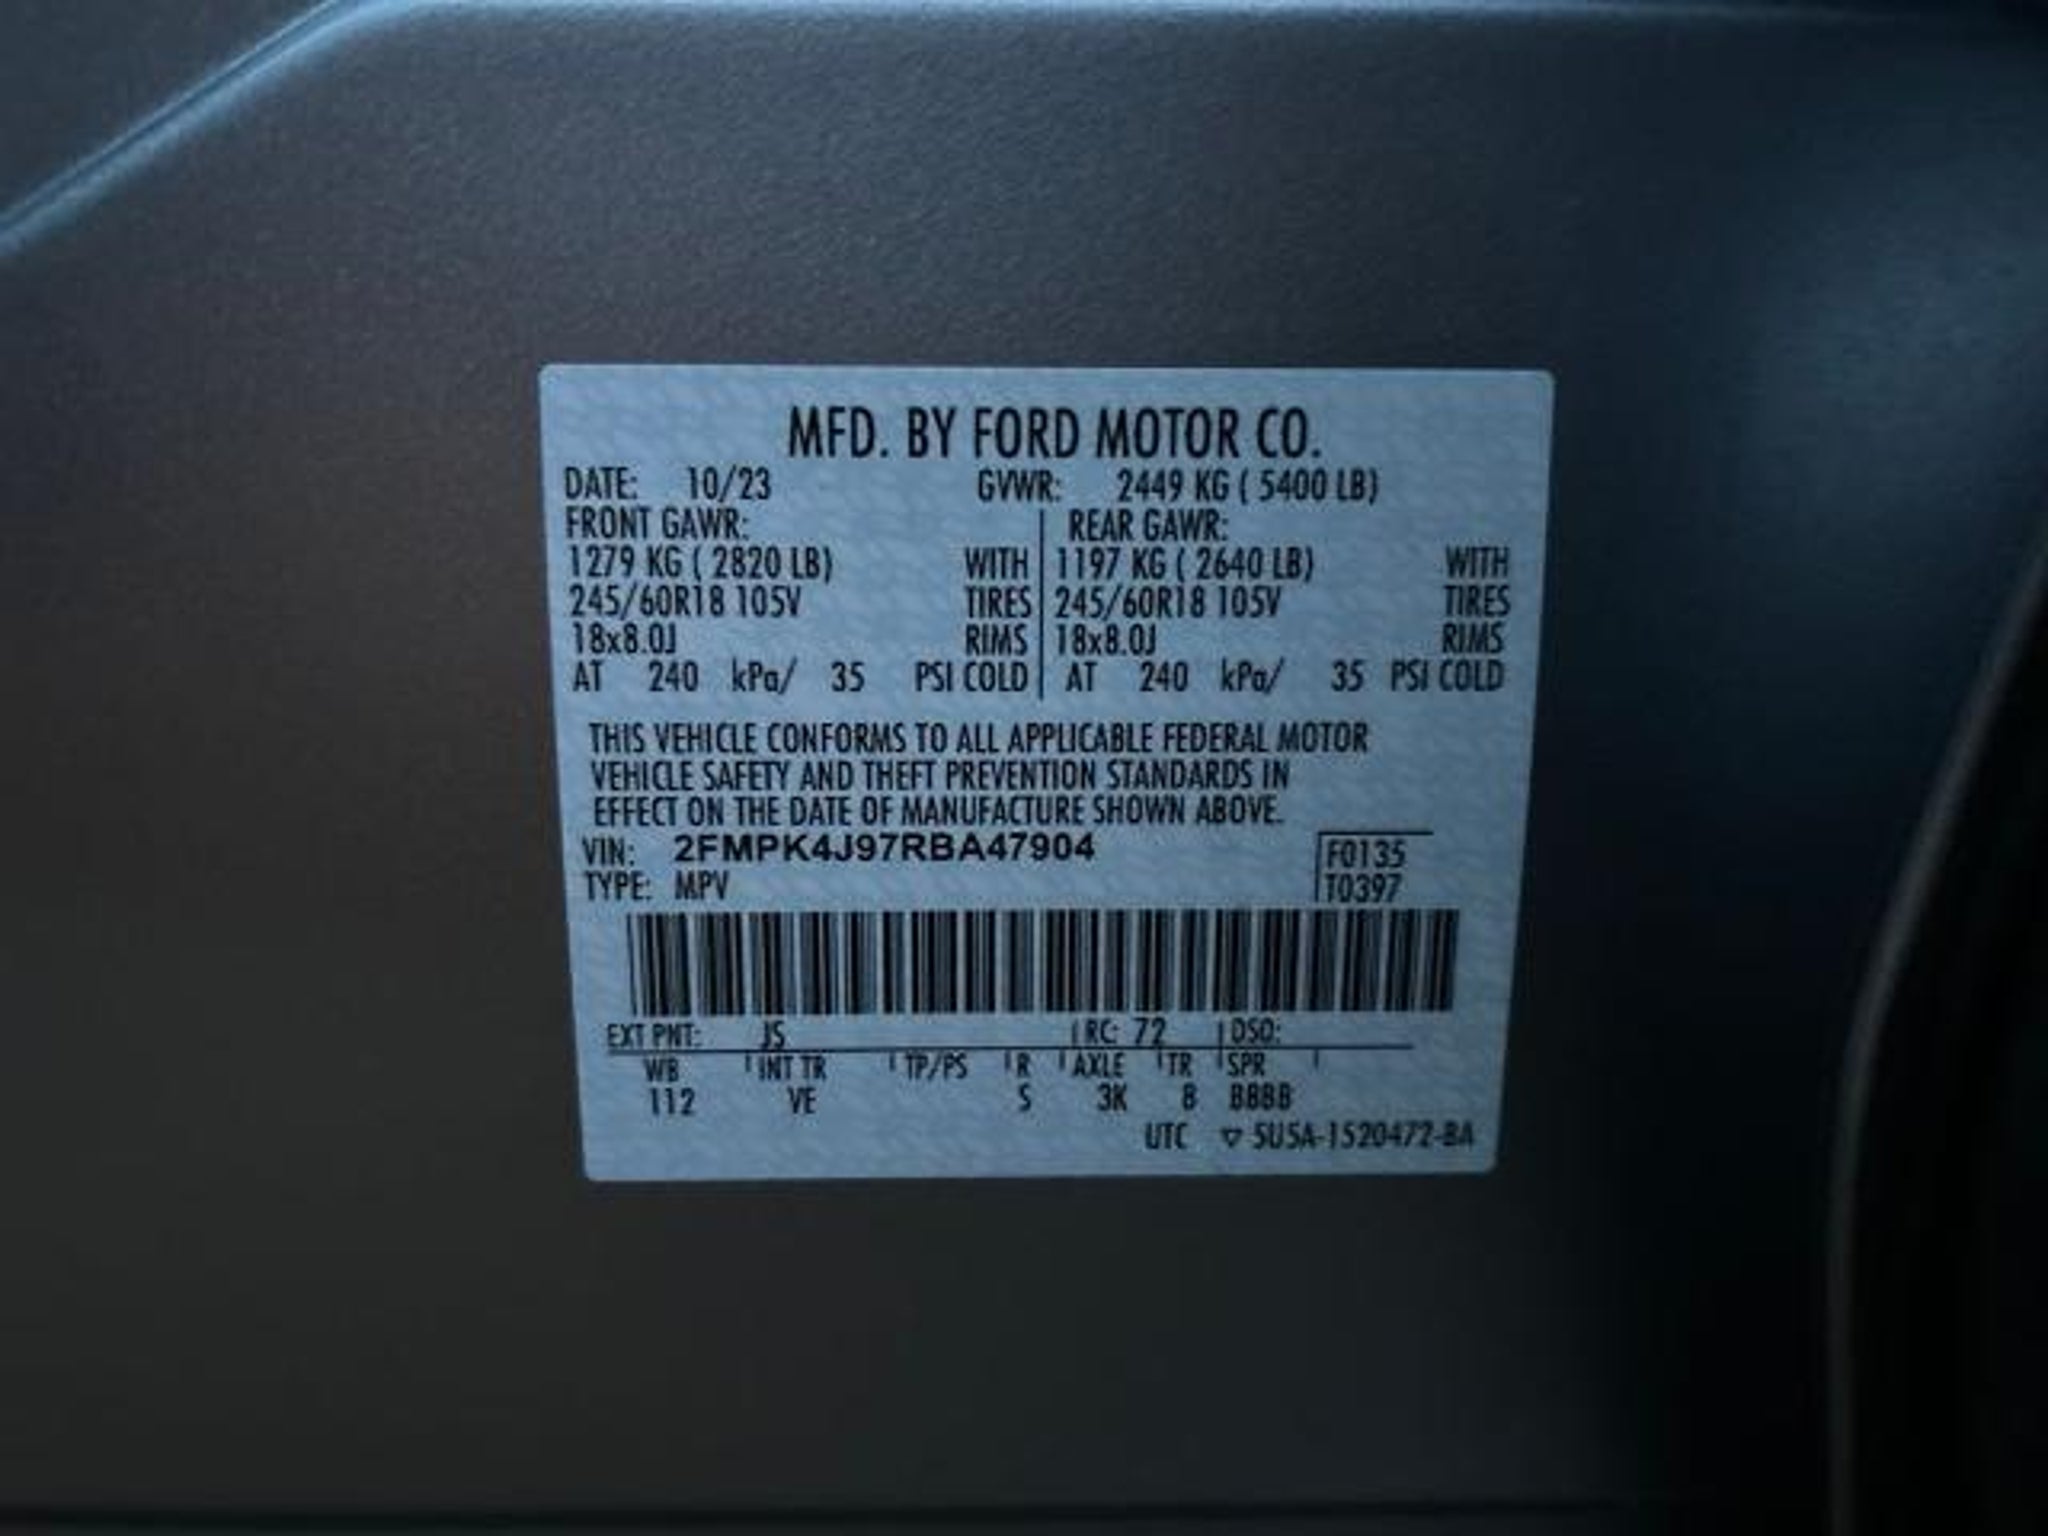 MFD. BY FORD MOTOR CO.
DATE: 10/23 GVWR: 2449 KG ( 5400 LB)
FRONT GAWR: REAR GAWR:
1279 KG ( 2820 LB) WITH 1197 KG ( 2640 LB) WITH
245/60R18 105V TIRES 245/60R18 105V TIRES
18x8.0J RIMS 18x8.0J RIMS
AT 240 kPa/ 35 PSI COLD AT 240 kPa/ 35 PSI COLD
THIS VEHICLE CONFORMS TO ALL APPLICABLE FEDERAL MOTOR
VEHICLE SAFETY AND THEFT PREVENTION STANDARDS IN
EFFECT ON THE DATE OF MANUFACTURE SHOWN ABOVE.
VIN: 2FMPK4J97RBA47904 F0135
TYPE: MPV T0397
EXT PNT: JS RC: 72 DSO:
WB INT TR TP/PS R AXLE TR SPR
112 VE S 3K 8 BBBB
UTC ▽ 5U5A-1520472-BA